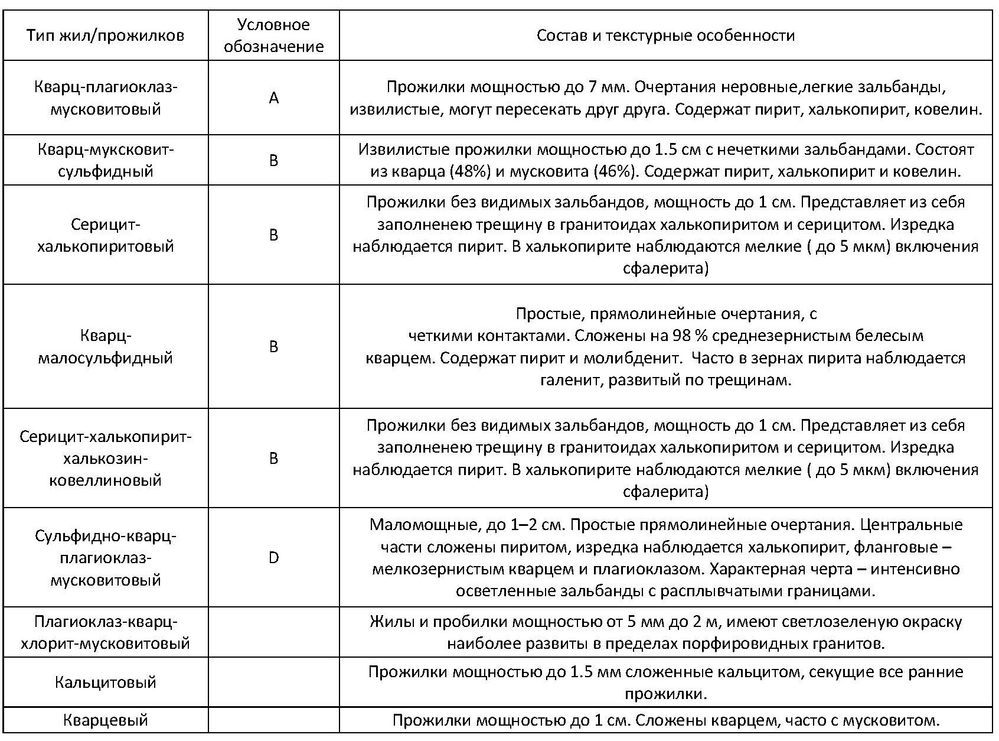 Тип жил/прожилков
Условное
обозначение
Состав и текстурные особенности
Кварц-плагиоклаз-
мусковитовый
A
Прожилки мощностью до 7 мм. Очертания неровные,легкие зальбанды,
извилистые, могут пересекать друг друга. Содержат пирит, халькопирит, ковелин.
Кварц-муксковит-
сульфидный
B
Извилистые прожилки мощностью до 1.5 см с нечеткими зальбандами. Состоят
из кварца (48%) и мусковита (46%). Содержат пирит, халькопирит и ковелин.
Серицит-
халькопиритовый
B
Прожилки без видимых зальбандов, мощность до 1 см. Представляет из себя
заполненею трещину в гранитоидах халькопиритом и серицитом. Изредка
наблюдается пирит. В халькопирите наблюдаются мелкие ( до 5 мкм) включения
сфалерита)
Кварц-
малосульфидный
B
Простые, прямолинейные очертания, с
четкими контактами. Сложены на 98 % среднезернистым белесым
кварцем. Содержат пирит и молибденит.  Часто в зернах пирита наблюдается
галенит, развитый по трещинам.
Серицит-халькопирит-
халькозин-
ковеллиновый
B
Прожилки без видимых зальбандов, мощность до 1 см. Представляет из себя
заполненею трещину в гранитоидах халькопиритом и серицитом. Изредка
наблюдается пирит. В халькопирите наблюдаются мелкие ( до 5 мкм) включения
сфалерита)
Сульфидно-кварц-
плагиоклаз-
мусковитовый
D
Маломощные, до 1–2 см. Простые прямолинейные очертания. Центральные
части сложены пиритом, изредка наблюдается халькопирит, фланговые –
мелкозернистым кварцем и плагиоклазом. Характерная черта – интенсивно
осветленные зальбанды с расплывчатыми границами.
Плагиоклаз-кварц-
хлорит-мусковитовый
Жилы и пробилки мощностью от 5 мм до 2 м, имеют светлозеленую окраску
наиболее развиты в пределах порфировидных гранитов.
Кальцитовый
Прожилки мощностью до 1.5 мм сложенные кальцитом, секущие все ранние
прожилки.
Кварцевый
Прожилки мощностью до 1 см. Сложены кварцем, часто с мусковитом.